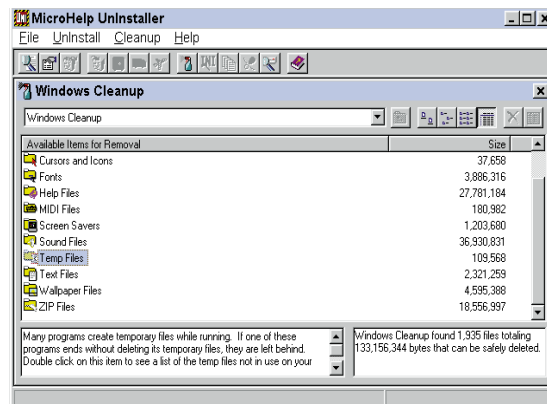 MicroHelp UnInstaller
File UnInstall Cleanup Help
INI
Windows Cleanup
Windows Cleanup
Available Items for Removal Size
Cursors and Icons 37,658
Fonts 3,886,316
Help Files 27,781,184
MIDI Files 180,982
Screen Savers 1,203,680
Sound Files 36,930,831
Temp Files 109,568
Text Files 2,321,259
Wallpaper Files 4,595,388
ZIP Files 18,556,997
Many programs create temporary files while running. If one of these
programs ends without deleting its temporary files, they are left behind.
Double click on this item to see a list of the temp files not in use on your
Windows Cleanup found 1,935 files totaling
133,156,344 bytes that can be safely deleted.